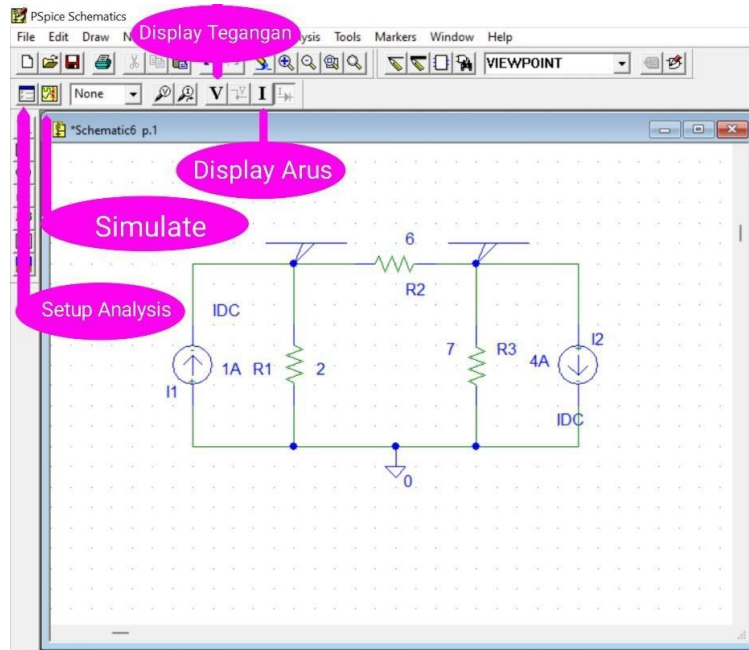 PSpice Schematics
File Edit Draw N Display Tegangan ysis Tools Markers Window Help
VIEWPOINT
None V V I I
*Schematic6 p.1
Display Arus
Simulate
Setup Analysis
6
R2
IDC
I1
1A R1 2
7 R3 4A
I2
IDC
0